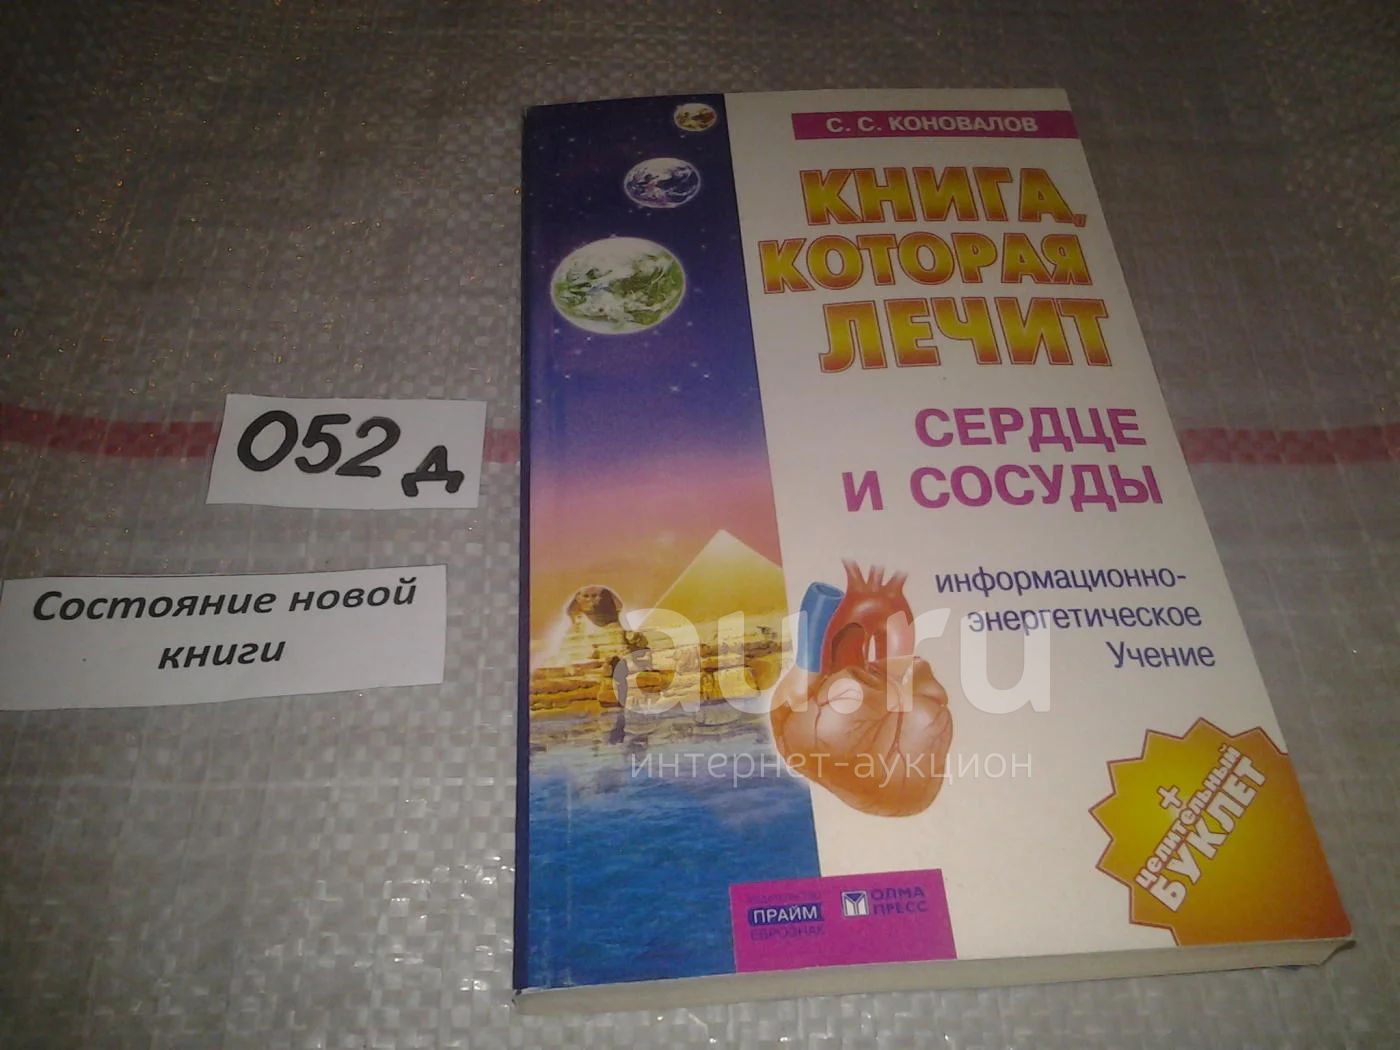 С. С. КОНОВАЛОВ
КНИГА,
КОТОРАЯ
ЛЕЧИТ
СЕРДЦЕ
И СОСУДЫ
информационно-
энергетическое
Учение
+
целительный
БУКЛЕТ
ИЗДАТЕЛЬСТВО
ПРАЙМ
ЕВРОЗНАК
ОЛМА
ПРЕСС
052 д
Состояние новой
книги
au.ru
интернет-аукцион